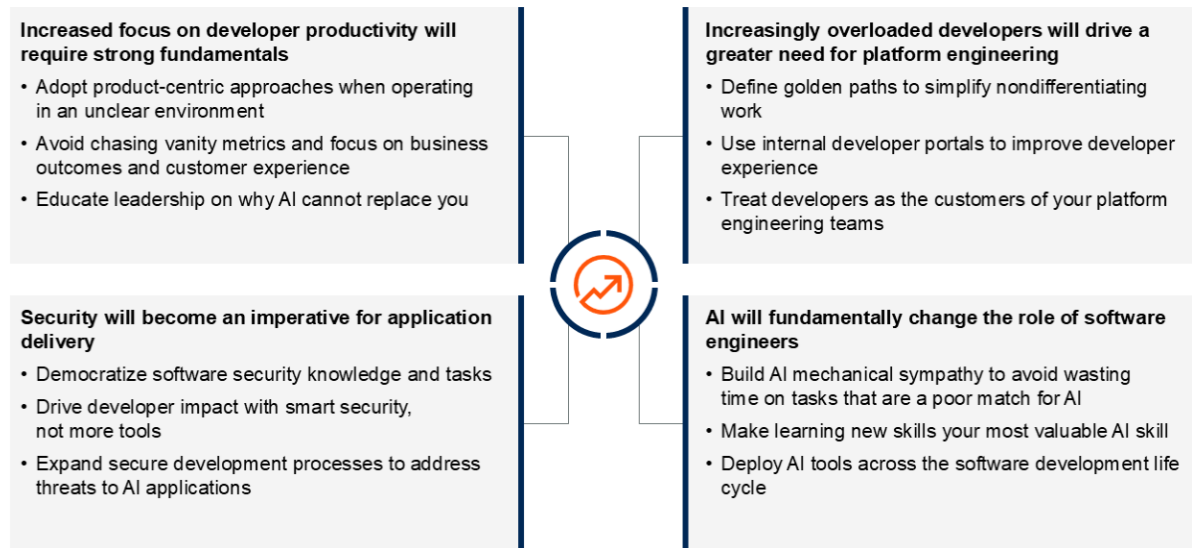 Increased focus on developer productivity will
require strong fundamentals
• Adopt product-centric approaches when operating
in an unclear environment
• Avoid chasing vanity metrics and focus on business
outcomes and customer experience
• Educate leadership on why AI cannot replace you
Increasingly overloaded developers will drive a
greater need for platform engineering
• Define golden paths to simplify nondifferentiating
work
• Use internal developer portals to improve developer
experience
• Treat developers as the customers of your platform
engineering teams
Security will become an imperative for application
delivery
• Democratize software security knowledge and tasks
• Drive developer impact with smart security,
not more tools
• Expand secure development processes to address
threats to AI applications
AI will fundamentally change the role of software
engineers
• Build AI mechanical sympathy to avoid wasting
time on tasks that are a poor match for AI
• Make learning new skills your most valuable AI skill
• Deploy AI tools across the software development life
cycle